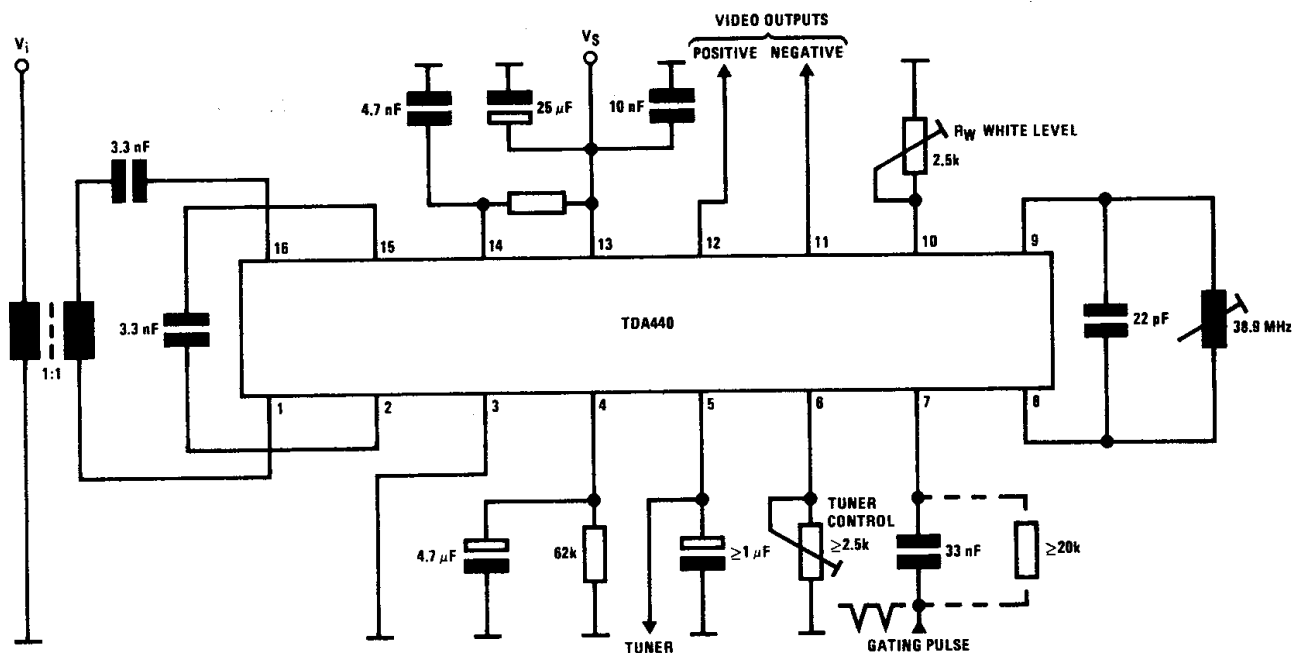 VIDEO OUTPUTS
POSITIVE NEGATIVE
Vi
VS
4.7 nF
25 µF
10 nF
RW WHITE LEVEL
2.5k
3.3 nF
16
15
14
13
12
11
10
9
3.3 nF
TDA440
22 pF
38.9 MHz
1:1
1
2
3
4
5
6
7
8
4.7 µF
62k
≥1 µF
TUNER
CONTROL
≥2.5k
33 nF
≥20k
TUNER
GATING PULSE